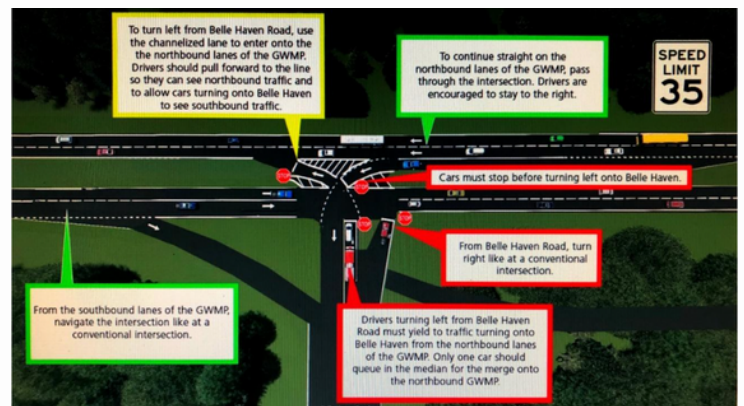 To turn left from Belle Haven Road, use
the channelized lane to enter onto the
the northbound lanes of the GWMP.
Drivers should pull forward to the line
so they can see northbound traffic and
to allow cars turning onto Belle Haven
to see southbound traffic.
To continue straight on the
northbound lanes of the GWMP, pass
through the intersection. Drivers are
encouraged to stay to the right.
SPEED
LIMIT
35
STOP
Cars must stop before turning left onto Belle Haven.
STOP
STOP
STOP
From Belle Haven Road, turn
right like at a conventional
intersection.
From the southbound lanes of the GWMP,
navigate the intersection like at a
conventional intersection.
Drivers turning left from Belle Haven
Road must yield to traffic turning onto
Belle Haven from the northbound lanes
of the GWMP. Only one car should
queue in the median for the merge onto
the northbound GWMP.